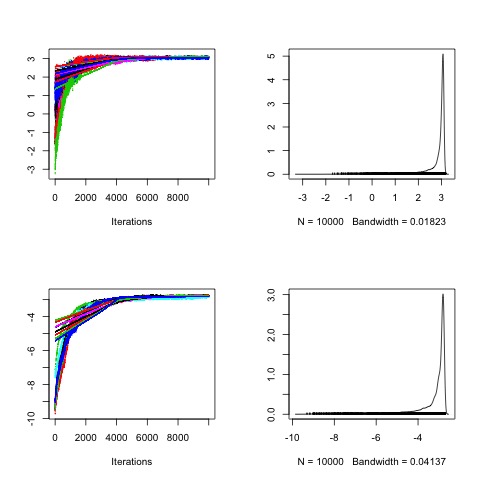 3
2
1
0
-1
-2
-3
0 2000 4000 6000 8000
Iterations
5
4
3
2
1
0
-3 -2 -1 0 1 2 3
N = 10000 Bandwidth = 0.01823
-4
-6
-8
-10
0 2000 4000 6000 8000
Iterations
3.0
2.0
1.0
0.0
-10 -8 -6 -4
N = 10000 Bandwidth = 0.04137